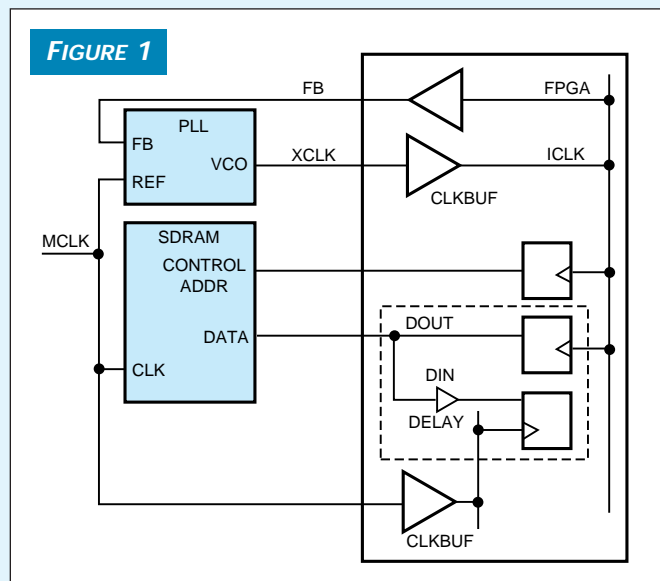 FIGURE 1
FB
FPGA
PLL
FB
VCO
XCLK
ICLK
REF
CLKBUF
MCLK
SDRAM
CONTROL
ADDR
DOUT
DATA
CLK
DIN
DELAY
CLKBUF